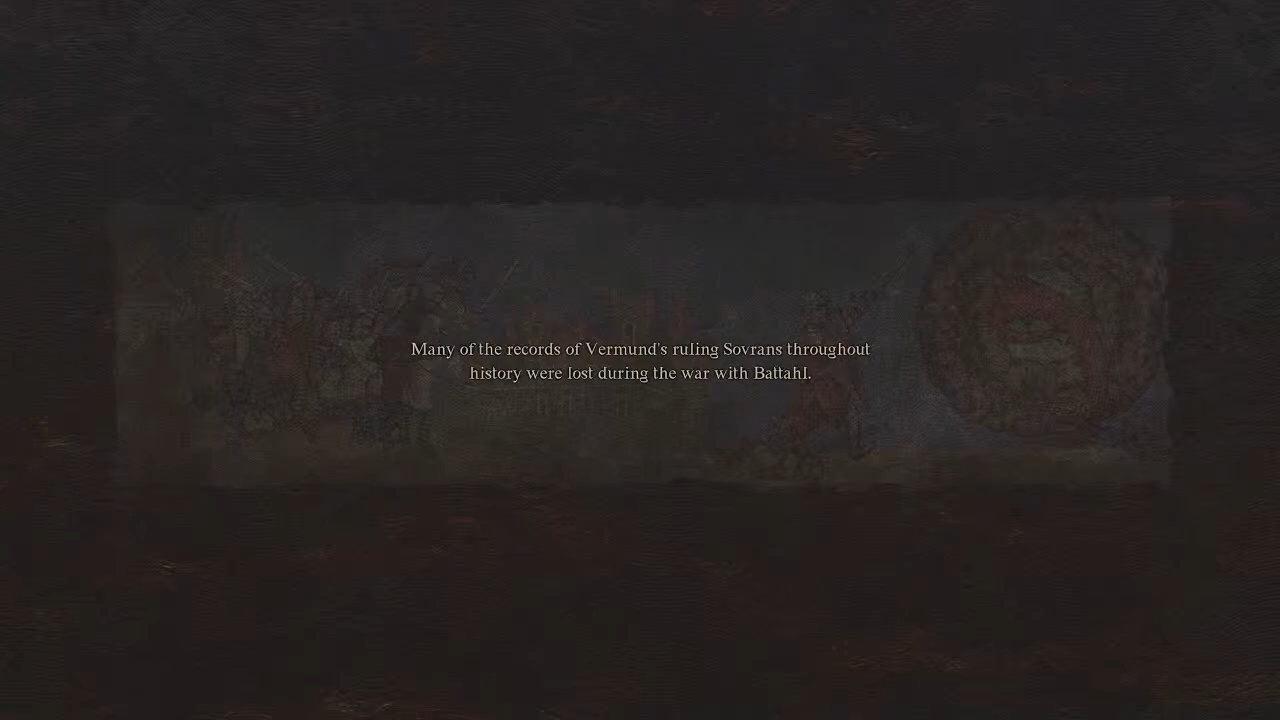 Many of the records of Vermund's ruling Sovrans throughout
history were lost during the war with Battahl.